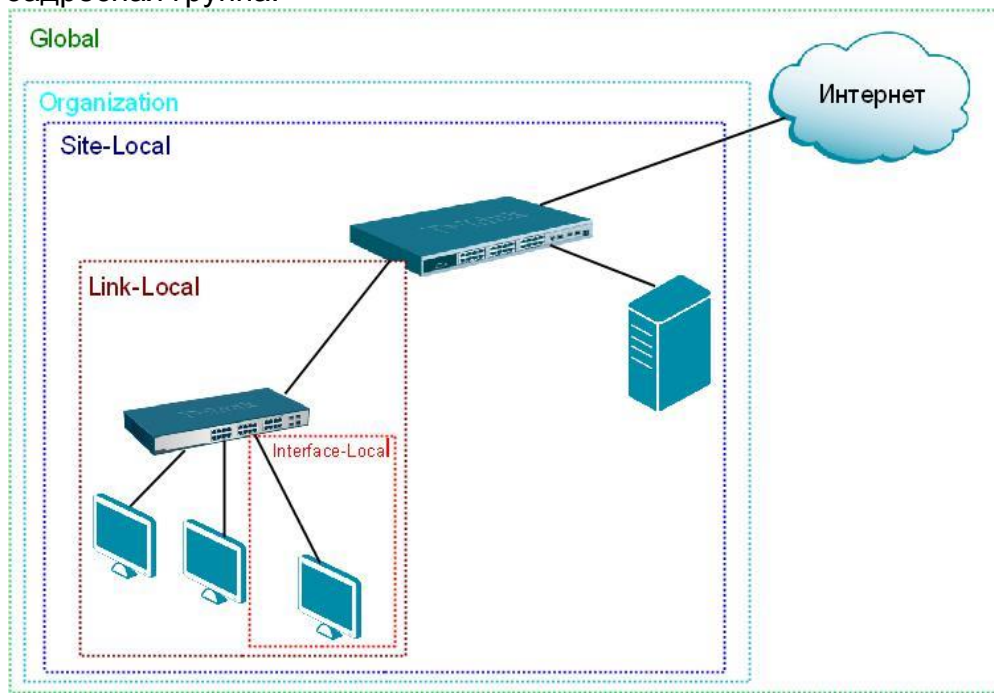 Global
Organization
Интернет
Site-Local
Link-Local
Interface-Local